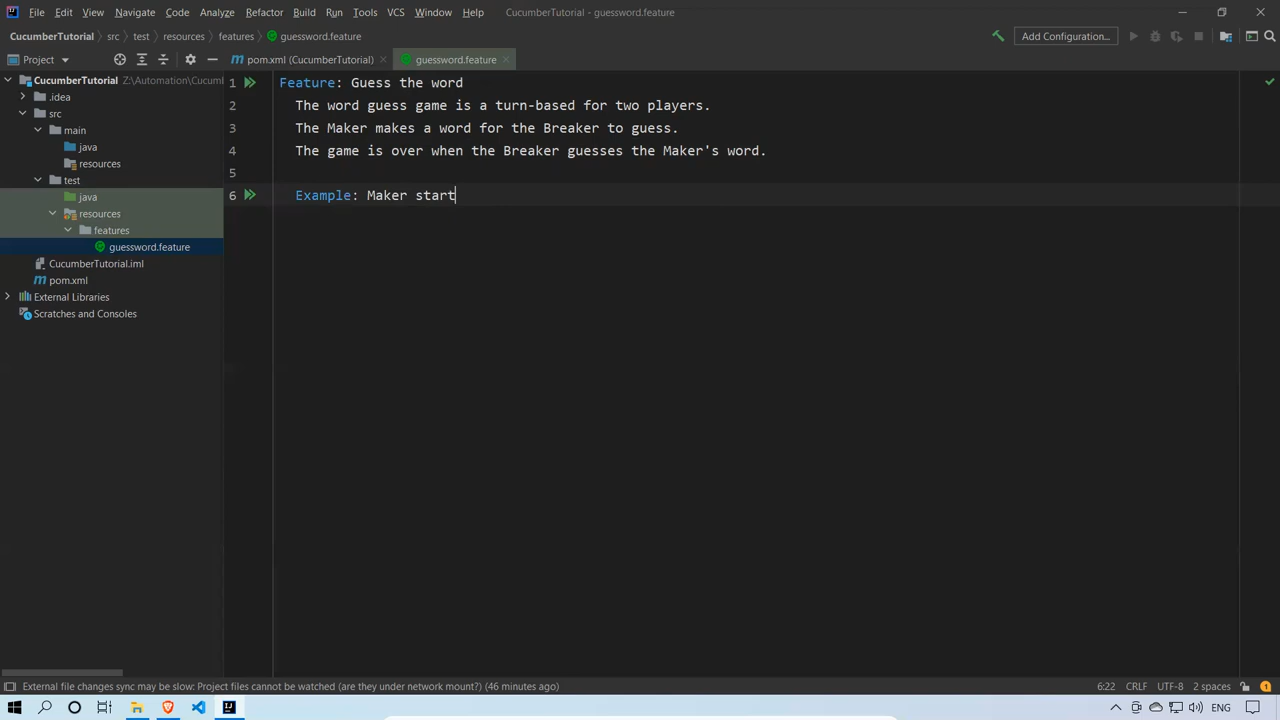 File Edit View Navigate Code Analyze Refactor Build Run Tools VCS Window Help CucumberTutorial - guessword.feature
CucumberTutorial src test resources features guessword.feature Add Configuration...
Project pom.xml (CucumberTutorial) guessword.feature
CucumberTutorial Z:\Automation\Cucum
.idea
src
main
java
resources
test
java
resources
features
guessword.feature
CucumberTutorial.iml
pom.xml
External Libraries
Scratches and Consoles
1 Feature: Guess the word
2 The word guess game is a turn-based for two players.
3 The Maker makes a word for the Breaker to guess.
4 The game is over when the Breaker guesses the Maker's word.
5
6 Example: Maker start
External file changes sync may be slow: Project files cannot be watched (are they under network mount?) (46 minutes ago) 6:22 CRLF UTF-8 2 spaces
ENG